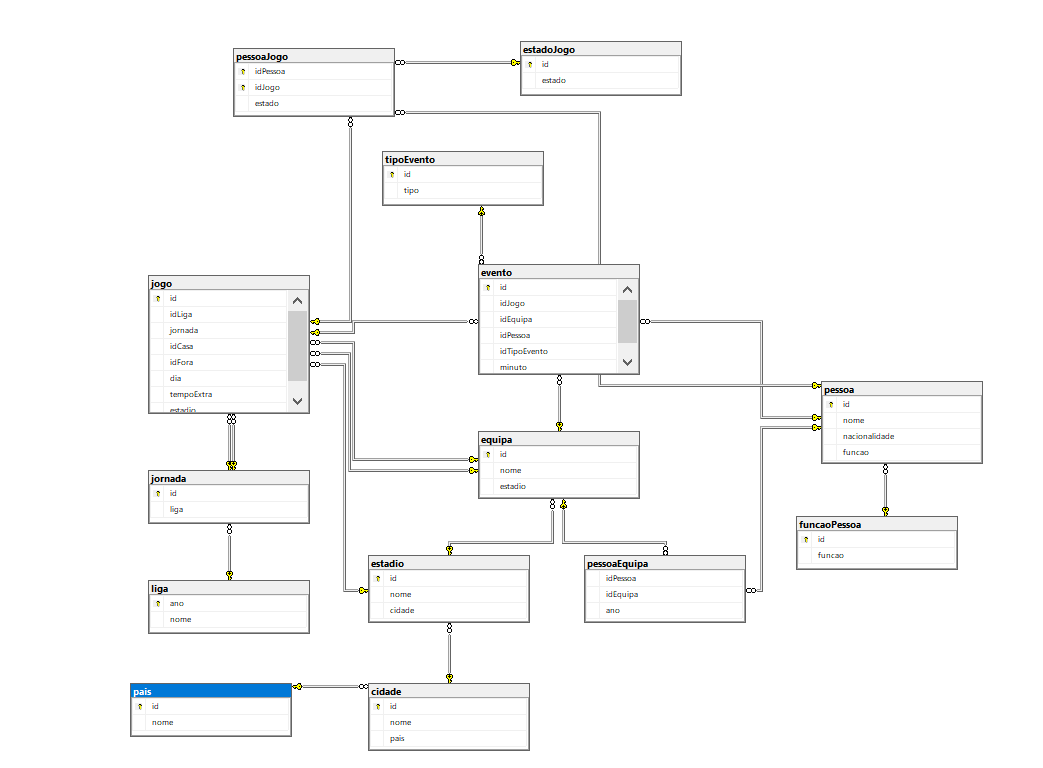 pessoaJogo
idPessoa
idJogo
estado
estadoJogo
id
estado
tipoEvento
id
tipo
evento
id
idJogo
idEquipa
idPessoa
idTipoEvento
minuto
jogo
id
idLiga
jornada
idCasa
idFora
dia
tempoExtra
estadio
pessoa
id
nome
nacionalidade
funcao
equipa
id
nome
estadio
jornada
id
liga
funcaoPessoa
id
funcao
estadio
id
nome
cidade
pessoaEquipa
idPessoa
idEquipa
ano
liga
ano
nome
pais
id
nome
cidade
id
nome
pais